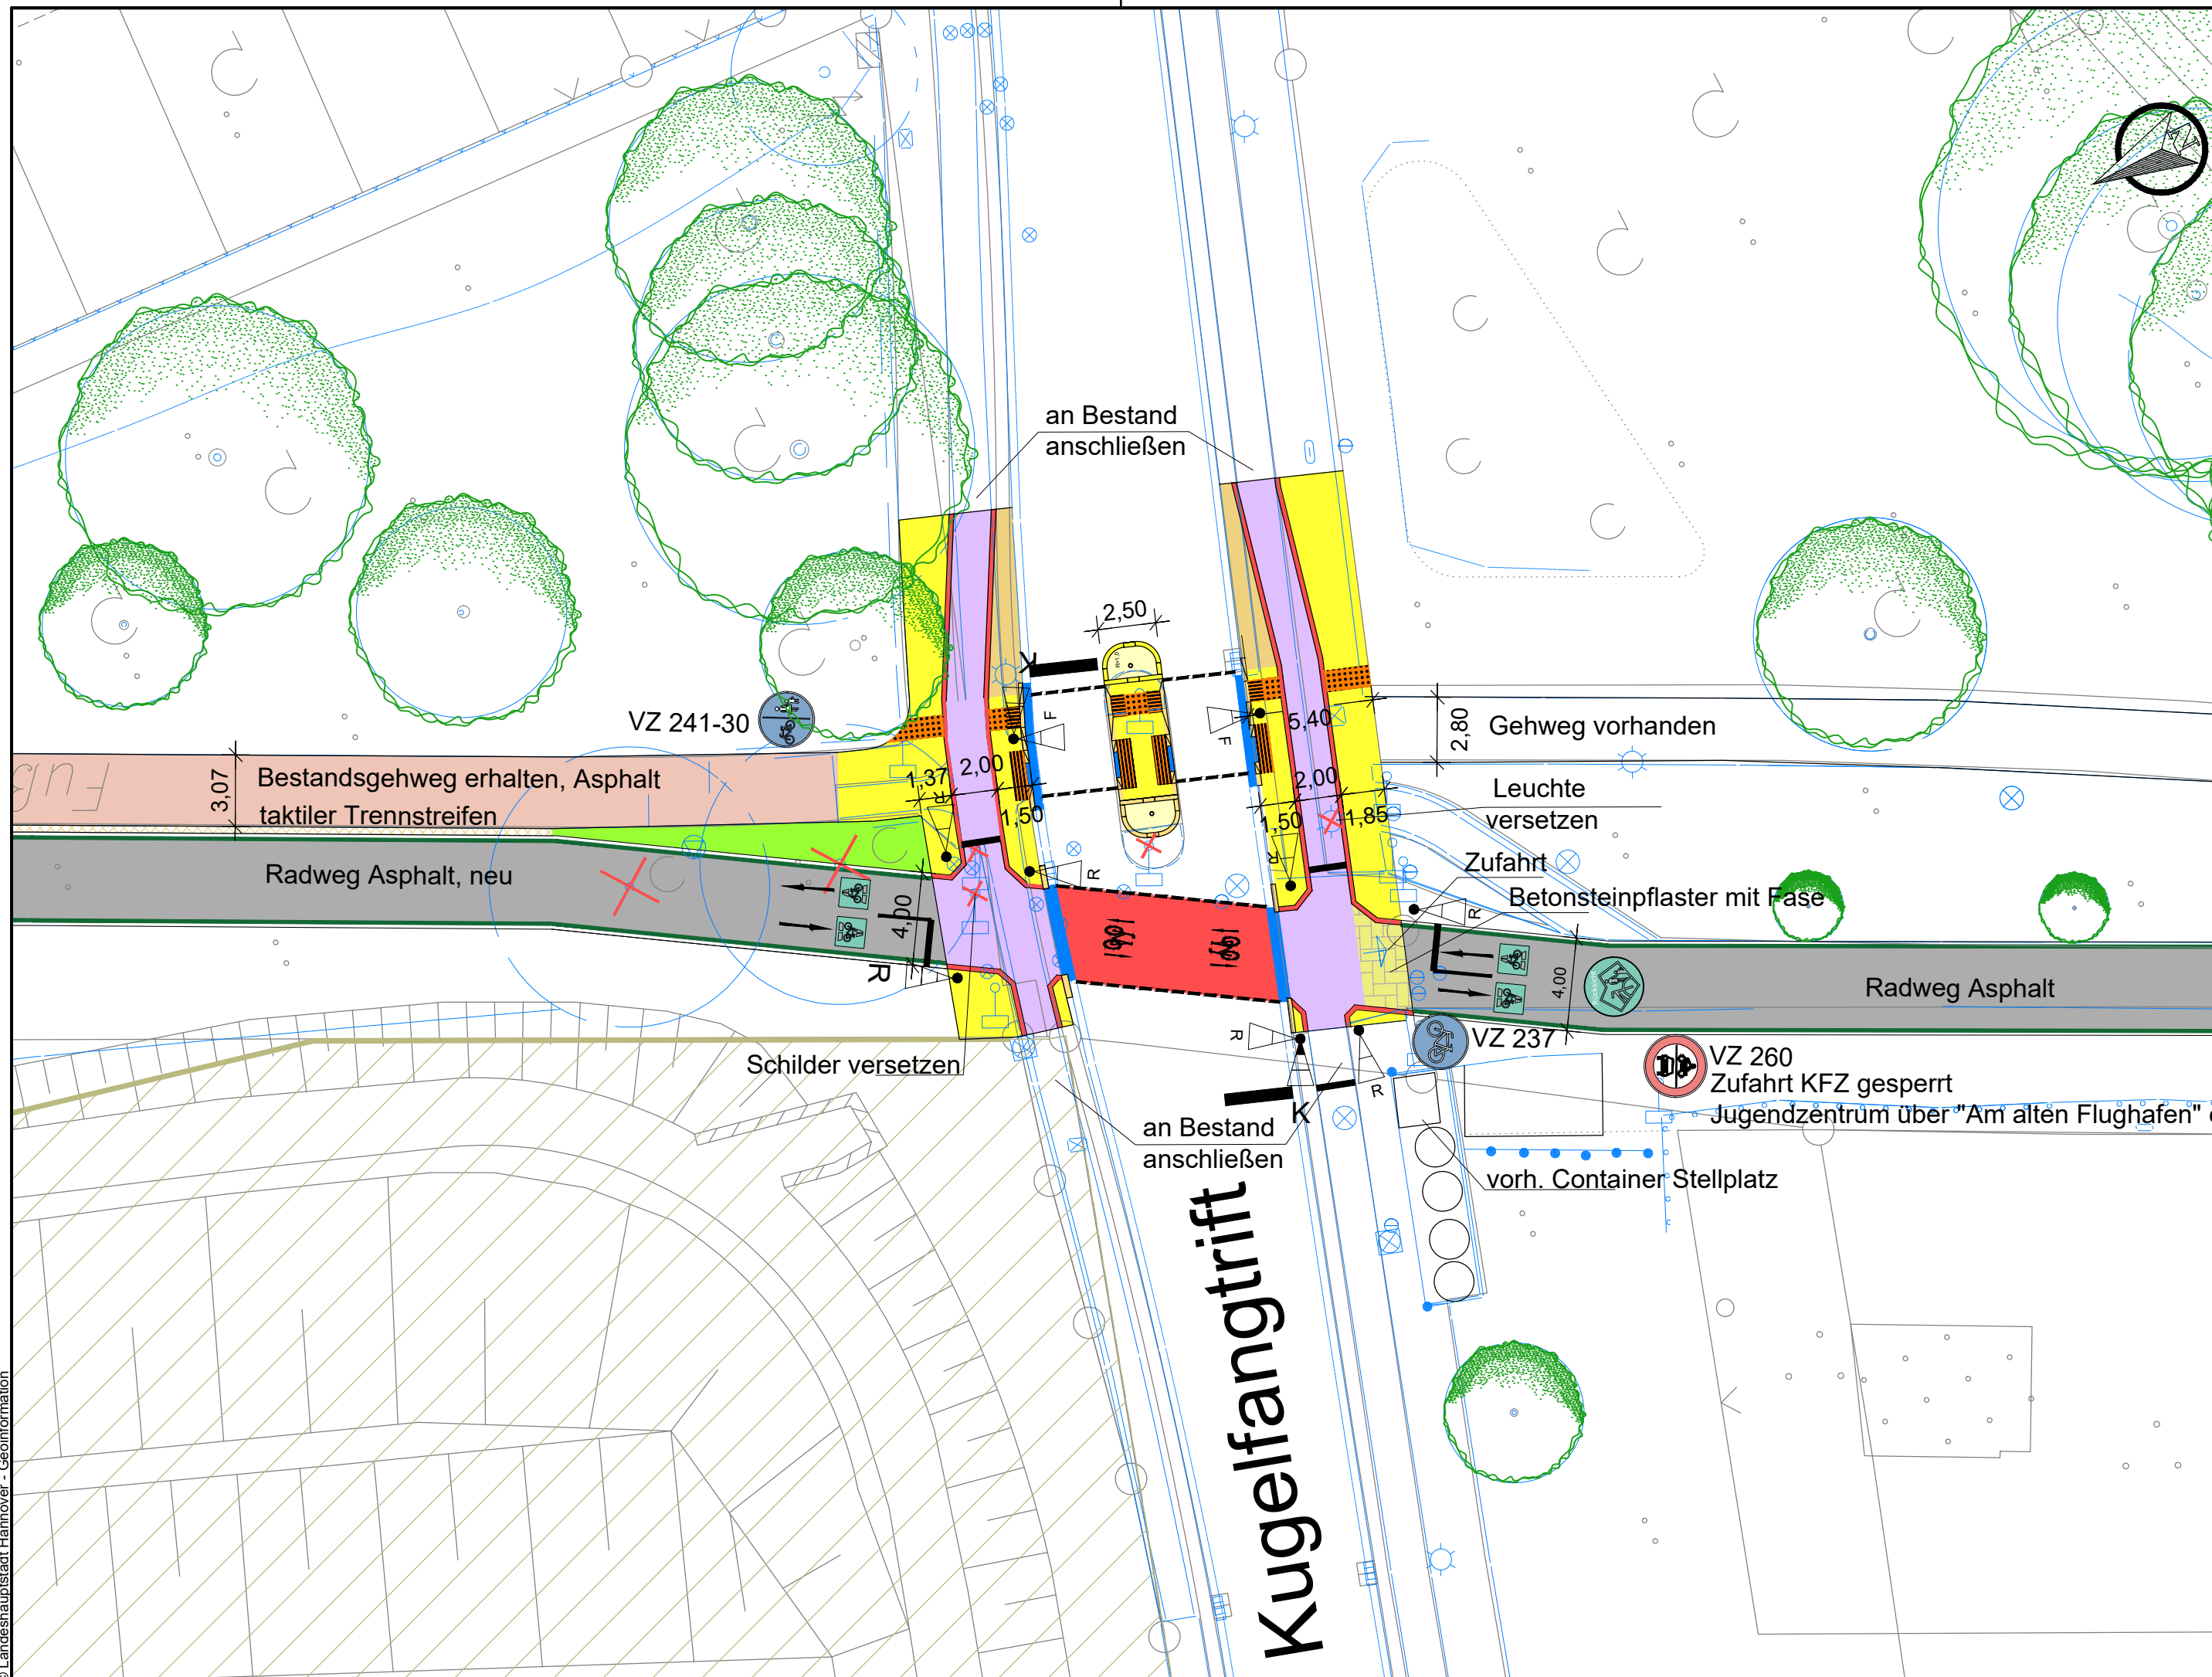 an Bestand
anschließen
2,50
K
F
F
VZ 241-30
5,40
2,80
Gehweg vorhanden
3,07
Bestandsgehweg erhalten, Asphalt
taktiler Trennstreifen
1,37
2,00
1,50
2,00
1,50
1,85
Leuchte
versetzen
R
R
R
Zufahrt
Betonsteinpflaster mit Fase
Radweg Asphalt, neu
4,00
R
R
4,00
Radweg Asphalt
R
VZ 237
Schilder versetzen
VZ 260
Zufahrt KFZ gesperrt
Jugendzentrum über "Am alten Flughafen"
R
K
an Bestand
anschließen
vorh. Container Stellplatz
Kugelfangtrift
© Landeshauptstadt Hannover - Geoinformation